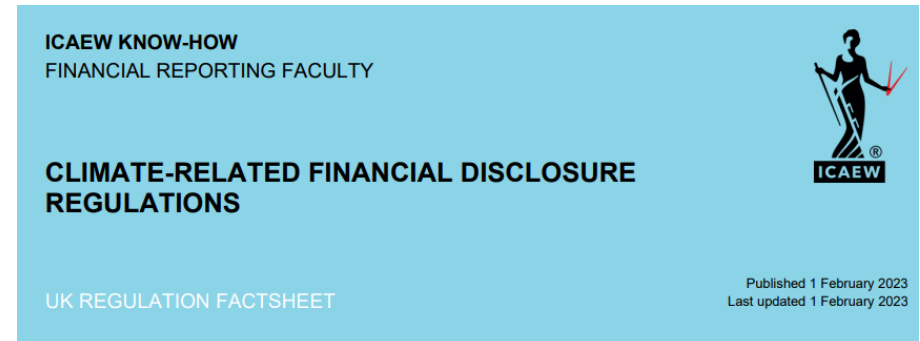 ICAEW KNOW-HOW
FINANCIAL REPORTING FACULTY
®
ICAEW
CLIMATE-RELATED FINANCIAL DISCLOSURE
REGULATIONS
UK REGULATION FACTSHEET
Published 1 February 2023
Last updated 1 February 2023